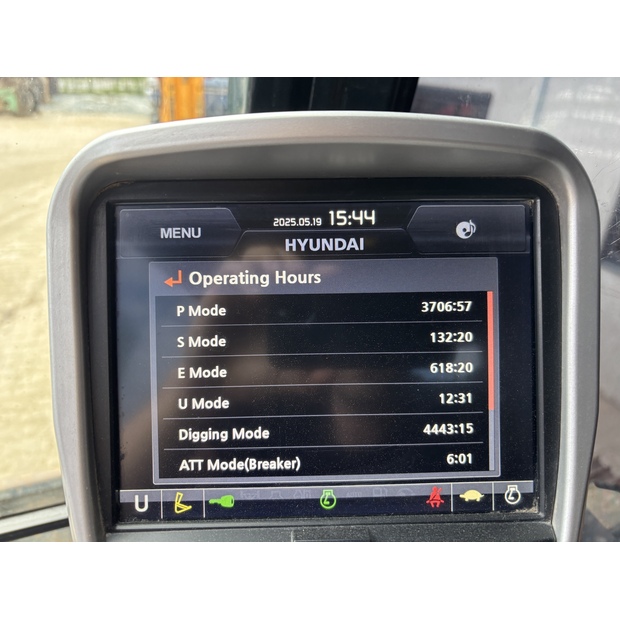 2025.05.19 15:44
MENU
HYUNDAI
Operating Hours
P Mode 3706:57
S Mode 132:20
E Mode 618:20
U Mode 12:31
Digging Mode 4443:15
ATT Mode(Breaker) 6:01
U